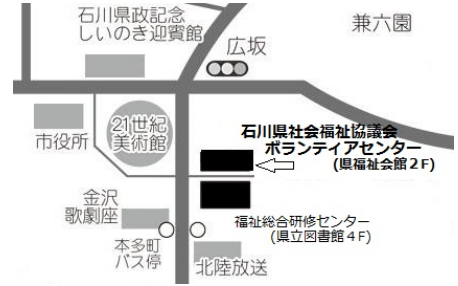 石川県政記念
しいのき迎賓館
広坂
兼六園
市役所
21世紀
美術館
石川県社会福祉協議会
ボランティアセンター
(県福祉会館２F)
金沢
歌劇座
福祉総合研修センター
(県立図書館４F)
本多町
バス停
北陸放送